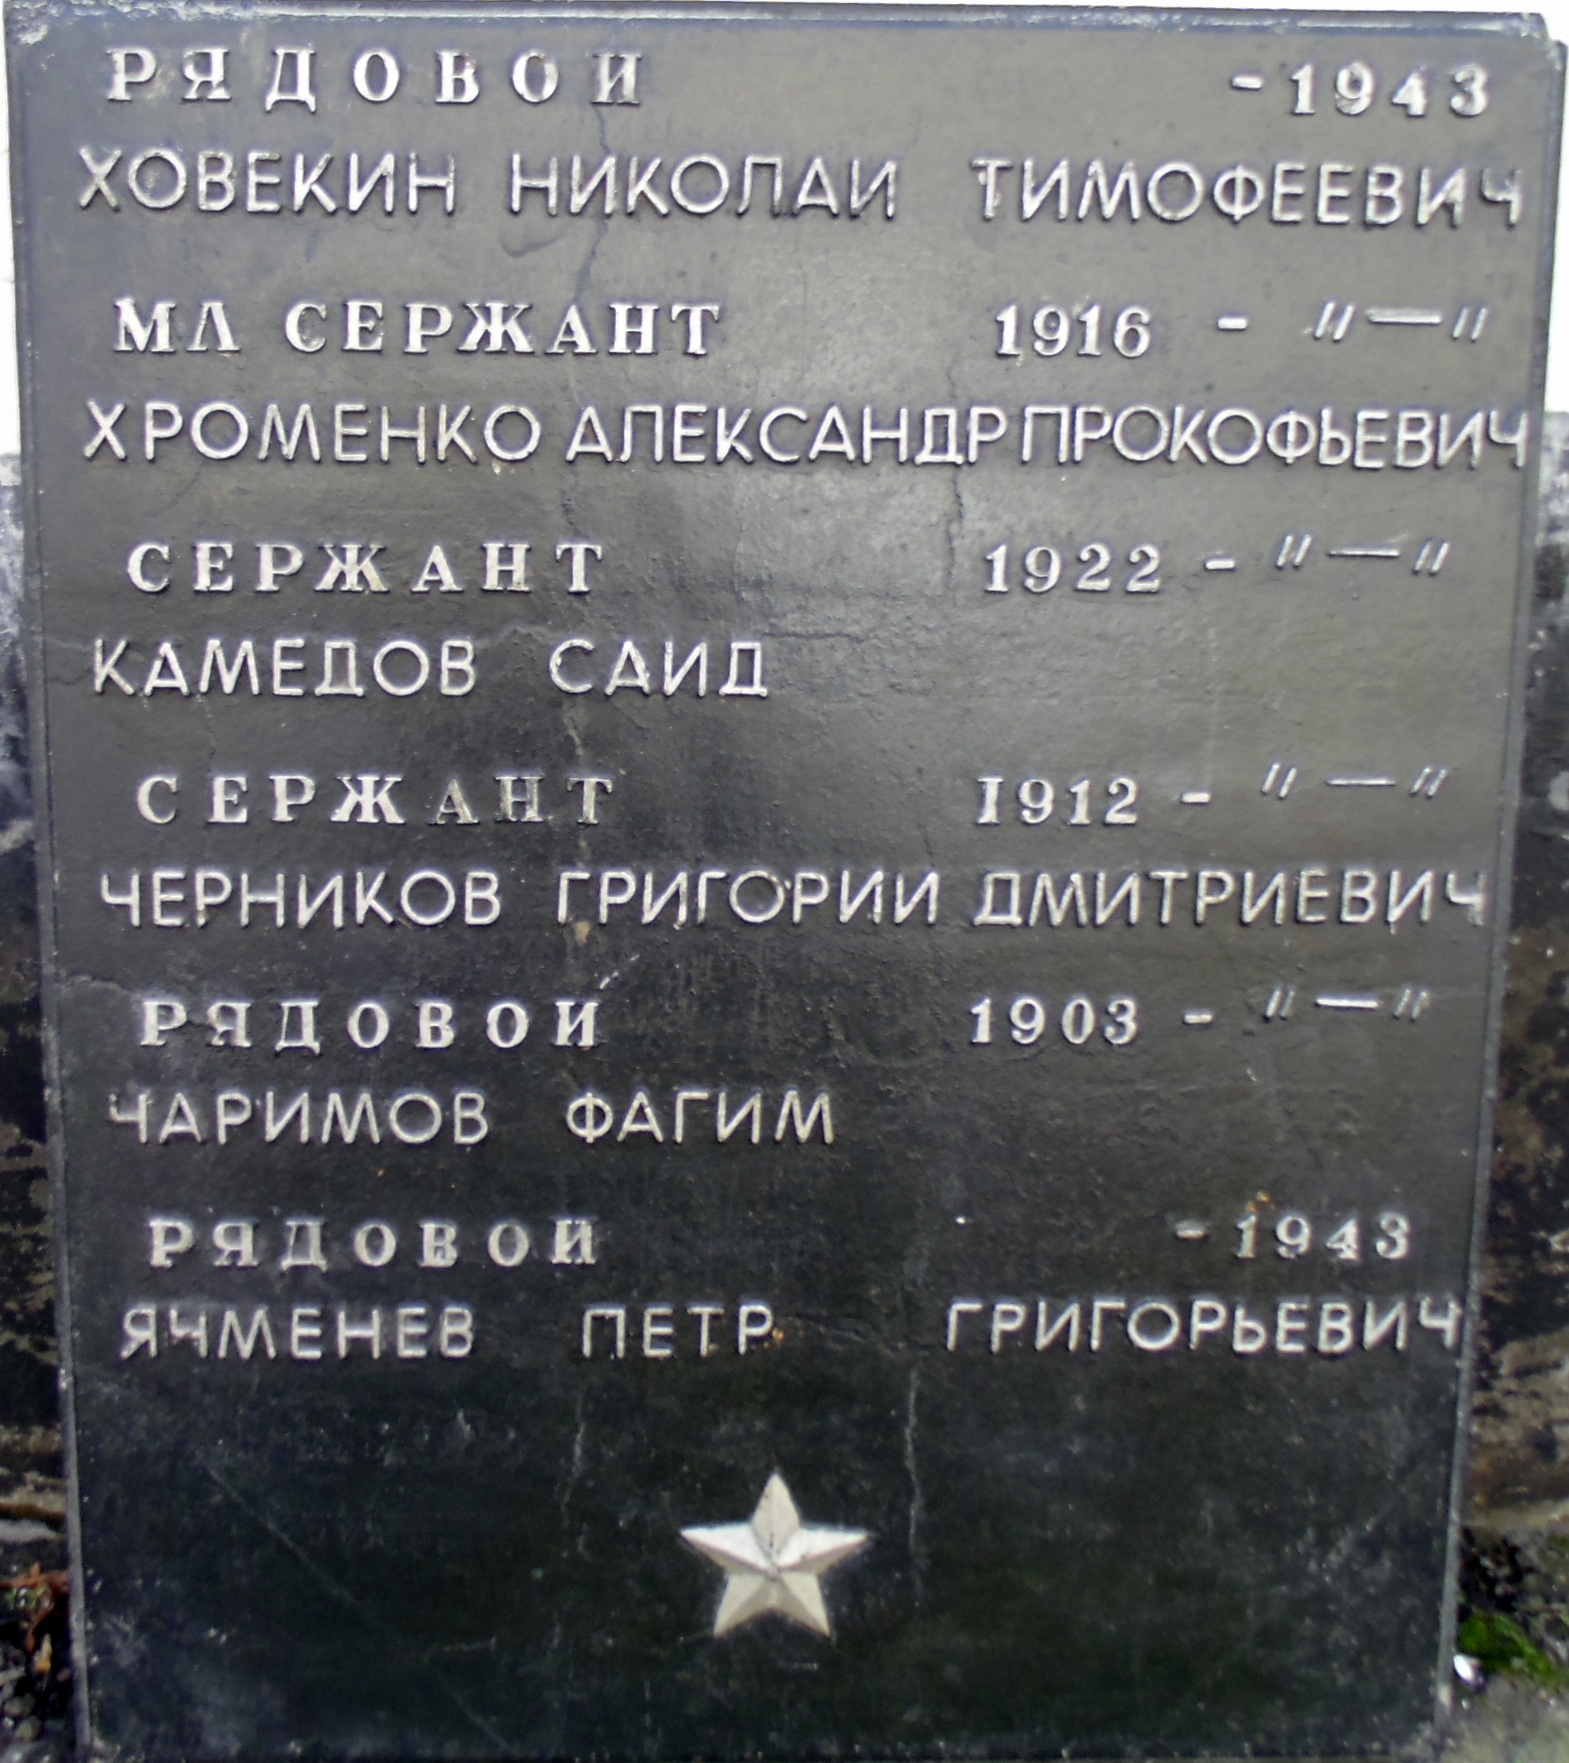 РЯДОВОЙ - 1943
ХОВЕКИН НИКОЛАИ ТИМОФЕЕВИЧ
МЛ СЕРЖАНТ 1916 - "—"
ХРОМЕНКО АЛЕКСАНДР ПРОКОФЬЕВИЧ
СЕРЖАНТ 1922 - "—"
КАМЕДОВ САИД
СЕРЖАНТ 1912 - "—"
ЧЕРНИКОВ ГРИГОРИИ ДМИТРИЕВИЧ
РЯДОВОЙ 1903 - "—"
ЧАРИМОВ ФАГИМ
РЯДОВОЙ - 1943
ЯЧМЕНЕВ ПЕТР ГРИГОРЬЕВИЧ